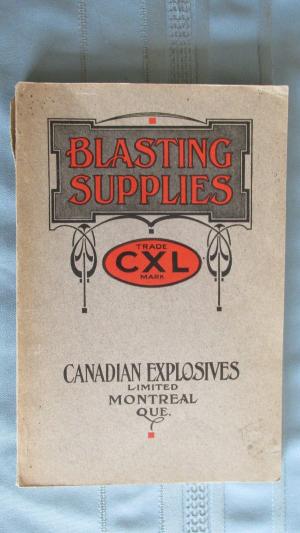 BLASTING
SUPPLIES
TRADE
CXL
MARK
CANADIAN EXPLOSIVES
LIMITED
MONTREAL
QUE.